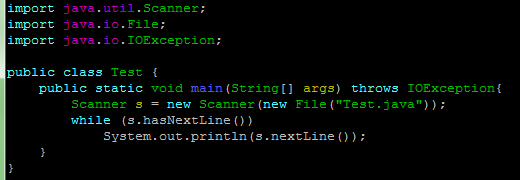 import java.util.Scanner;
import java.io.File;
import java.io.IOException;

public class Test {
    public static void main(String[] args) throws IOException{
        Scanner s = new Scanner(new File("Test.java"));
        while (s.hasNextLine())
            System.out.println(s.nextLine());
    }
}